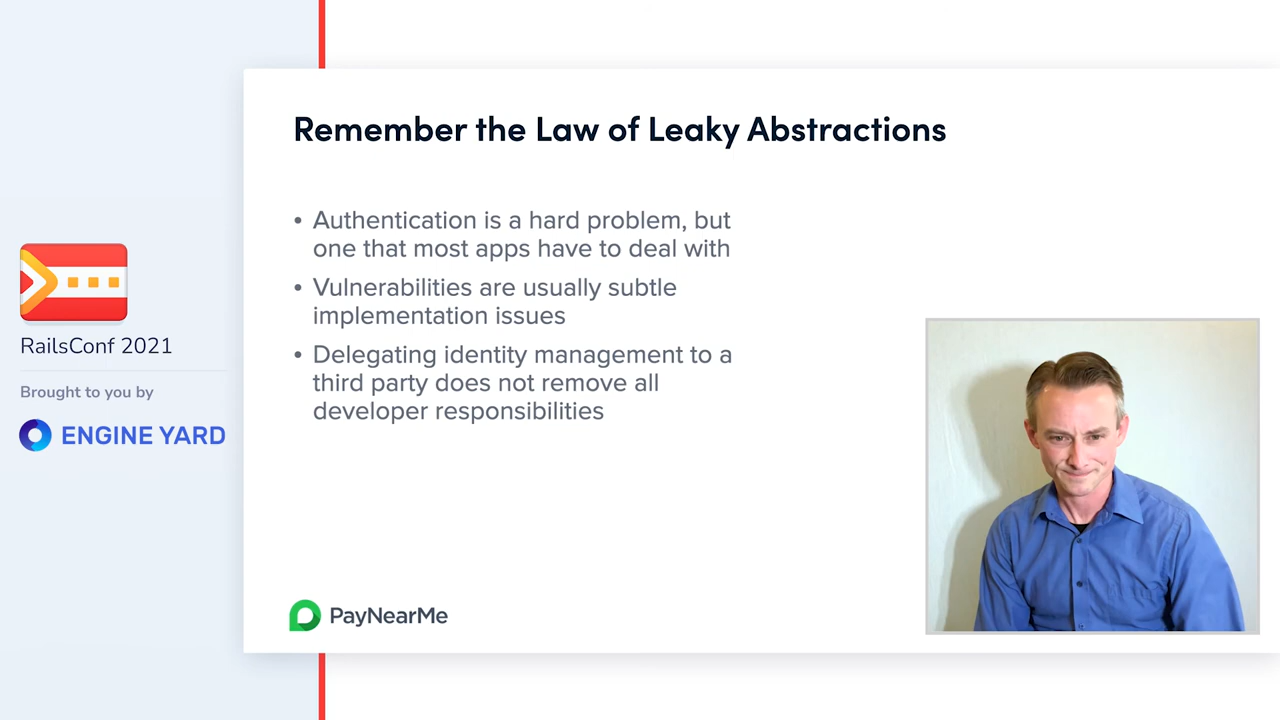 Remember the Law of Leaky Abstractions
• Authentication is a hard problem, but
one that most apps have to deal with
• Vulnerabilities are usually subtle
implementation issues
• Delegating identity management to a
third party does not remove all
developer responsibilities
PayNearMe
RailsConf 2021
Brought to you by
ENGINE YARD